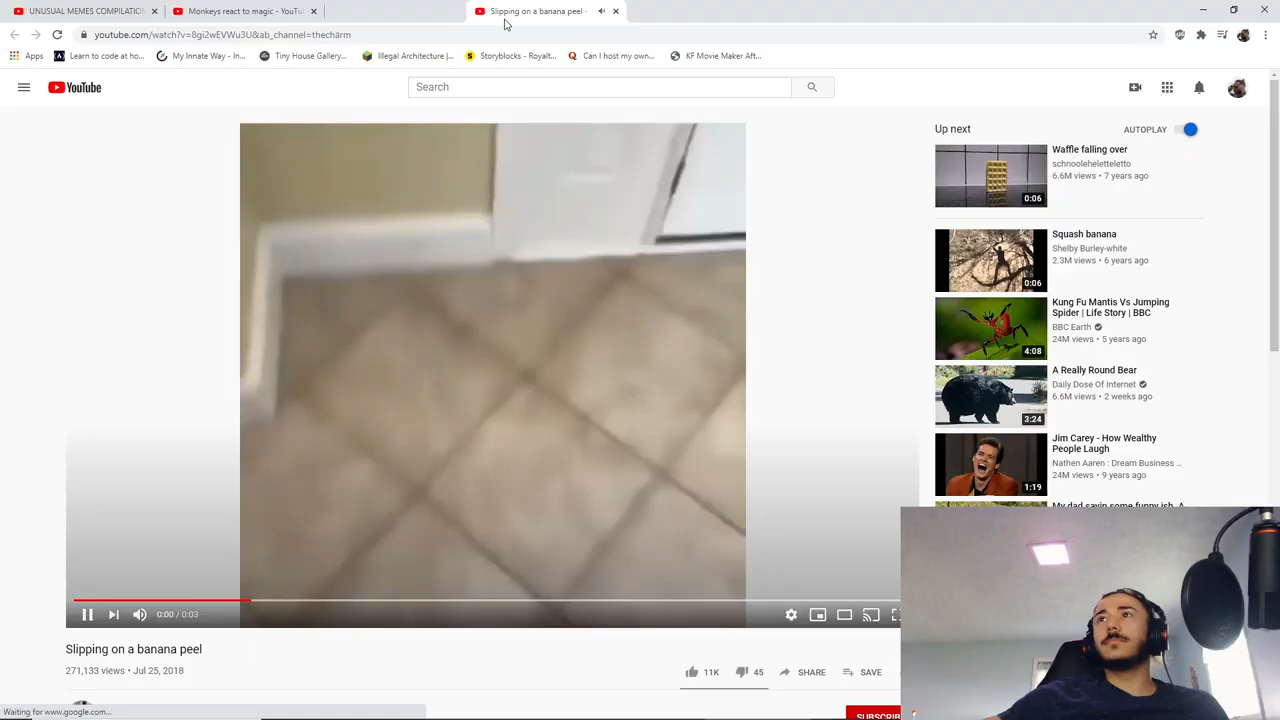 UNUSUAL MEMES COMPILATION
Monkeys react to magic - YouTu
Slipping on a banana peel -
youtube.com/watch?v=8gi2wEVWu3U&ab_channel=thechärm
Apps
Learn to code at ho...
My Innate Way - In...
Tiny House Gallery...
Illegal Architecture |...
Storyblocks - Royalt...
Can I host my own...
KF Movie Maker Aft...
YouTube
Search
Up next
AUTOPLAY
Waffle falling over
schnooleheletteletto
6.6M views • 7 years ago
0:06
Squash banana
Shelby Burley-white
2.3M views • 6 years ago
0:06
Kung Fu Mantis Vs Jumping
Spider | Life Story | BBC
BBC Earth
24M views • 5 years ago
4:08
A Really Round Bear
Daily Dose Of Internet
6.6M views • 2 weeks ago
3:24
Jim Carey - How Wealthy
People Laugh
Nathen Aaren : Dream Business ...
24M views • 9 years ago
1:19
My dad sayin some funny ish. A
0:00 / 0:03
Slipping on a banana peel
271,133 views • Jul 25, 2018
11K
45
SHARE
SAVE
SUBSCRIB
Waiting for www.google.com...